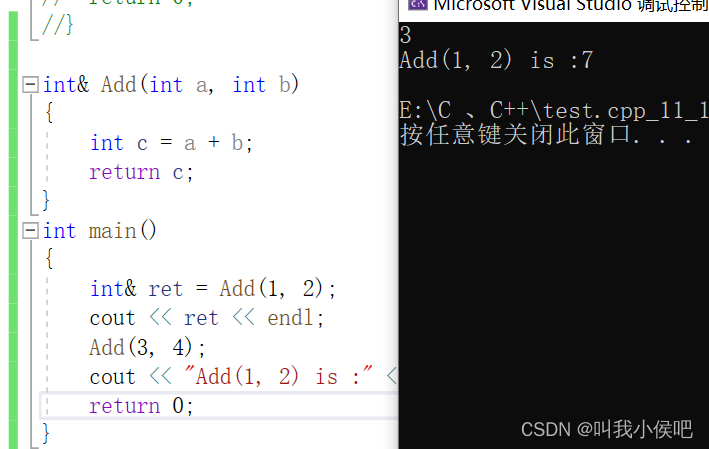 // return 0;
//}
int& Add(int a, int b)
{
int c = a + b;
return c;
}
int main()
{
int& ret = Add(1, 2);
cout << ret << endl;
Add(3, 4);
cout << "Add(1, 2) is :" <
return 0;
}
Microsoft Visual Studio 调试控制
3
Add(1, 2) is :7
E:\C 、C++\test.cpp_11_1
按任意键关闭此窗口. . .
CSDN @叫我小侯吧